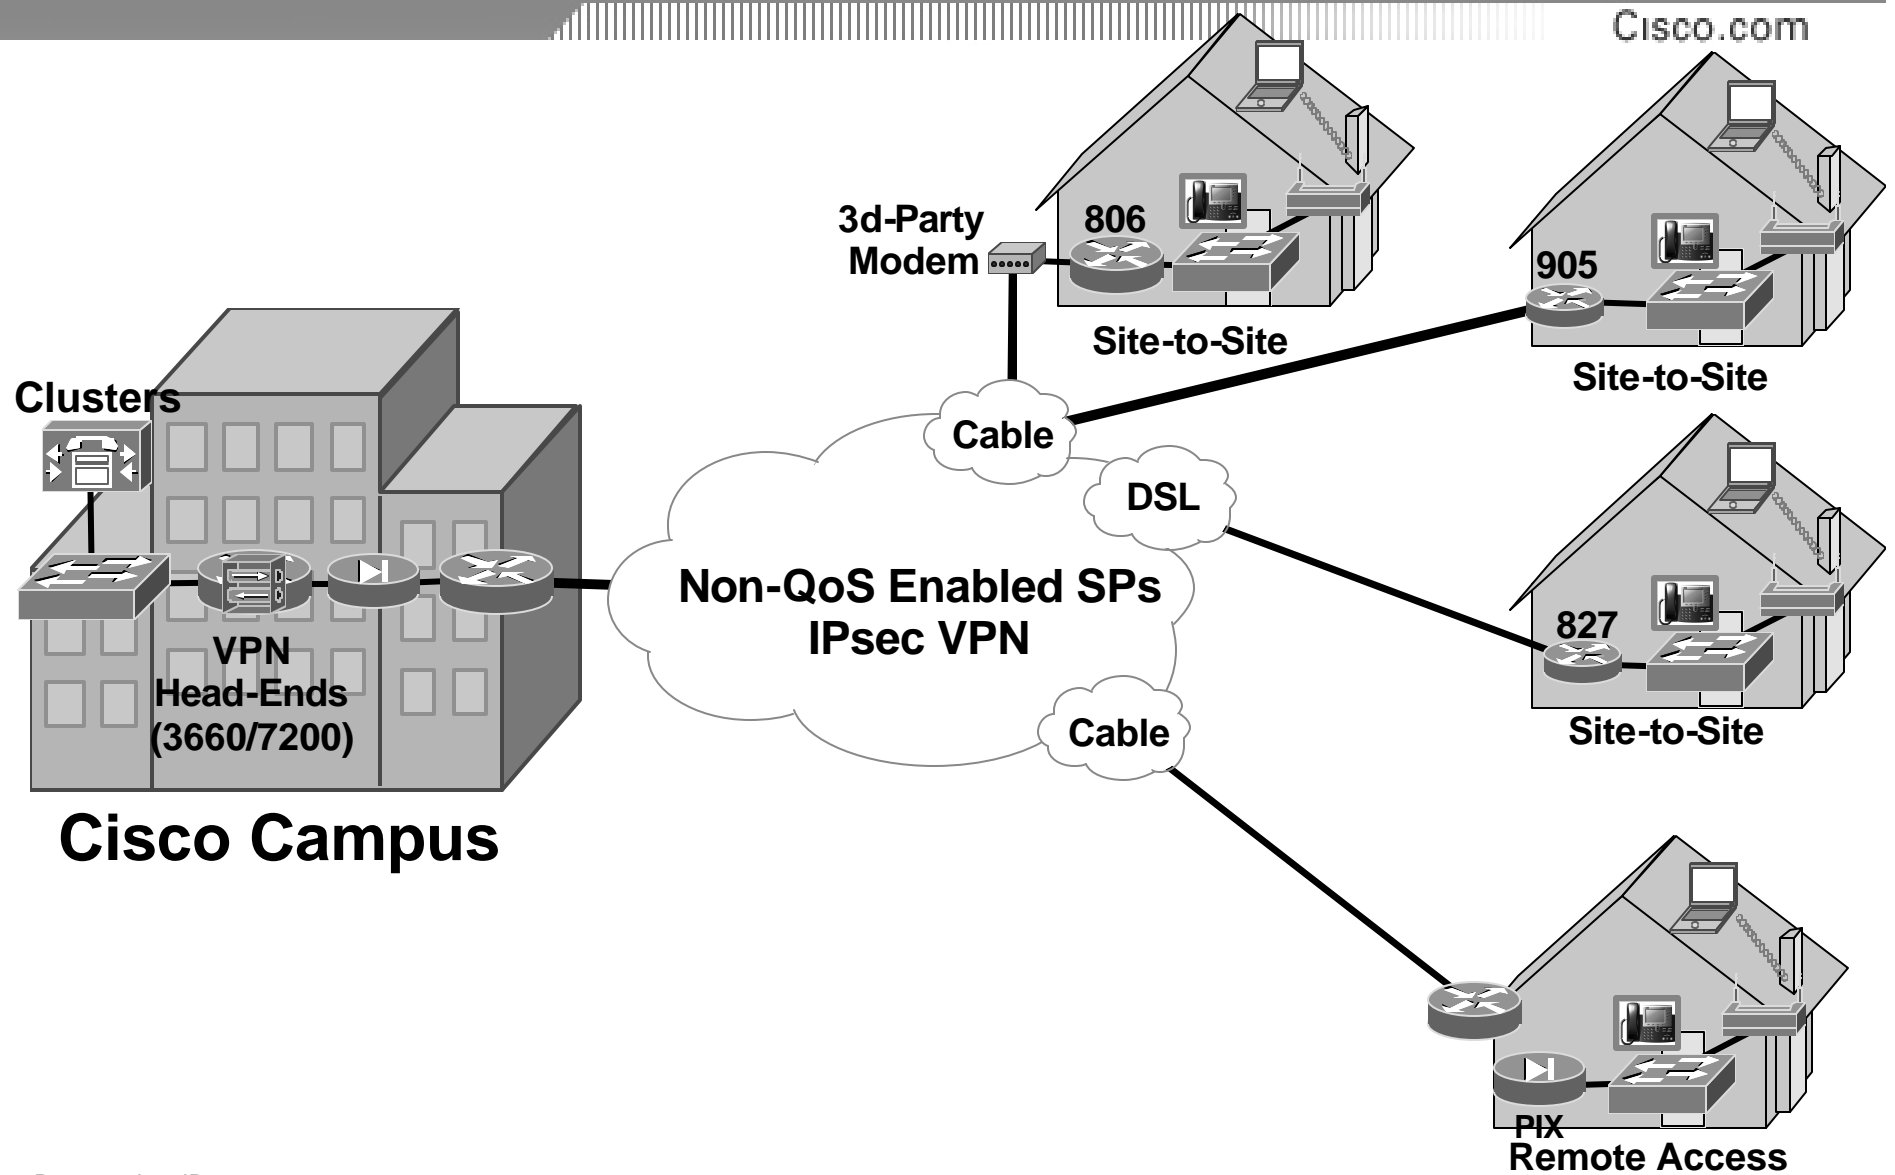 Cisco.com
3d-Party
Modem
806
905
Site-to-Site
Site-to-Site
Clusters
Cable
DSL
Non-QoS Enabled SPs
IPsec VPN
827
VPN
Head-Ends
(3660/7200)
Site-to-Site
Cable
Cisco Campus
PIX
Remote Access